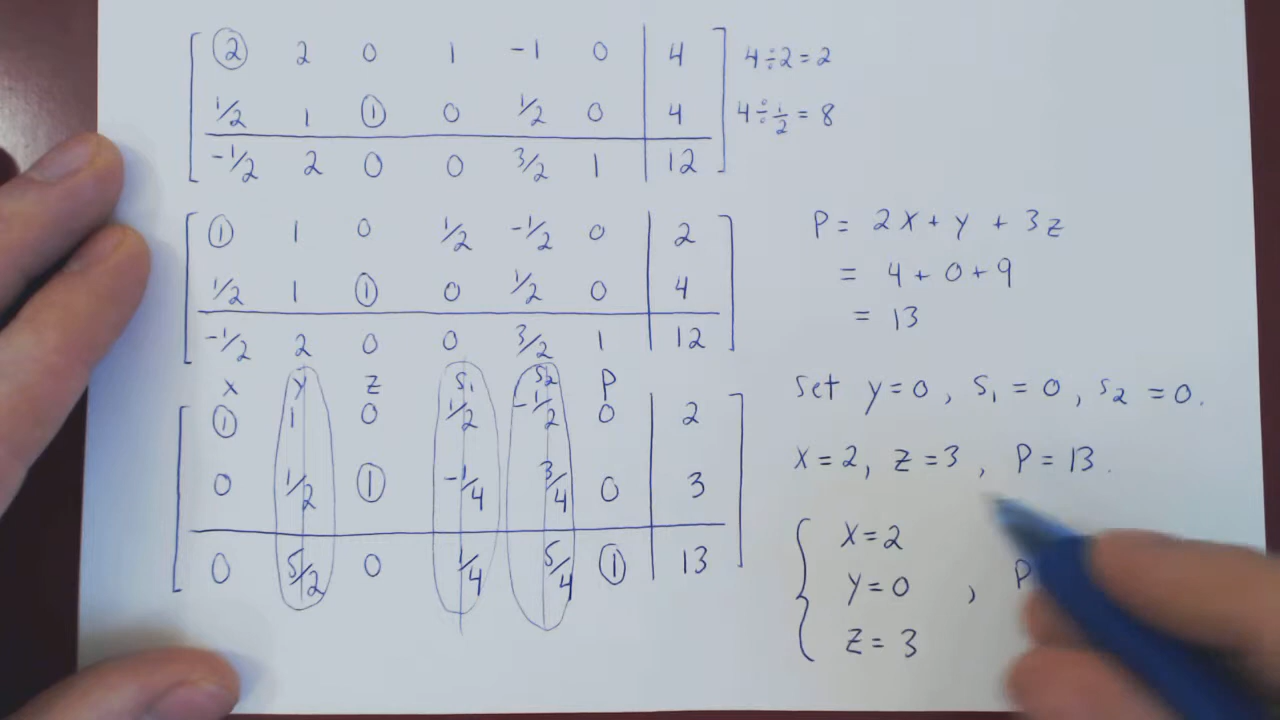 2 2 0 1 -1 0 4 4÷2=2
1/2 1 1 0 1/2 0 4 4÷1/2=8
-1/2 2 0 0 3/2 1 12
1 1 0 1/2 -1/2 0 2
1/2 1 1 0 1/2 0 4
-1/2 2 0 0 3/2 1 12
x y z s1 s2 P
1 1 0 1/2 -1/2 0 2
0 1/2 1 -1/4 3/4 0 3
0 5/2 0 1/4 5/4 1 13
P= 2x+y+3z
= 4+0+9
= 13
Set y=0, s1=0, s2=0.
x=2, z=3, P=13.
x=2
y=0 , P
z=3